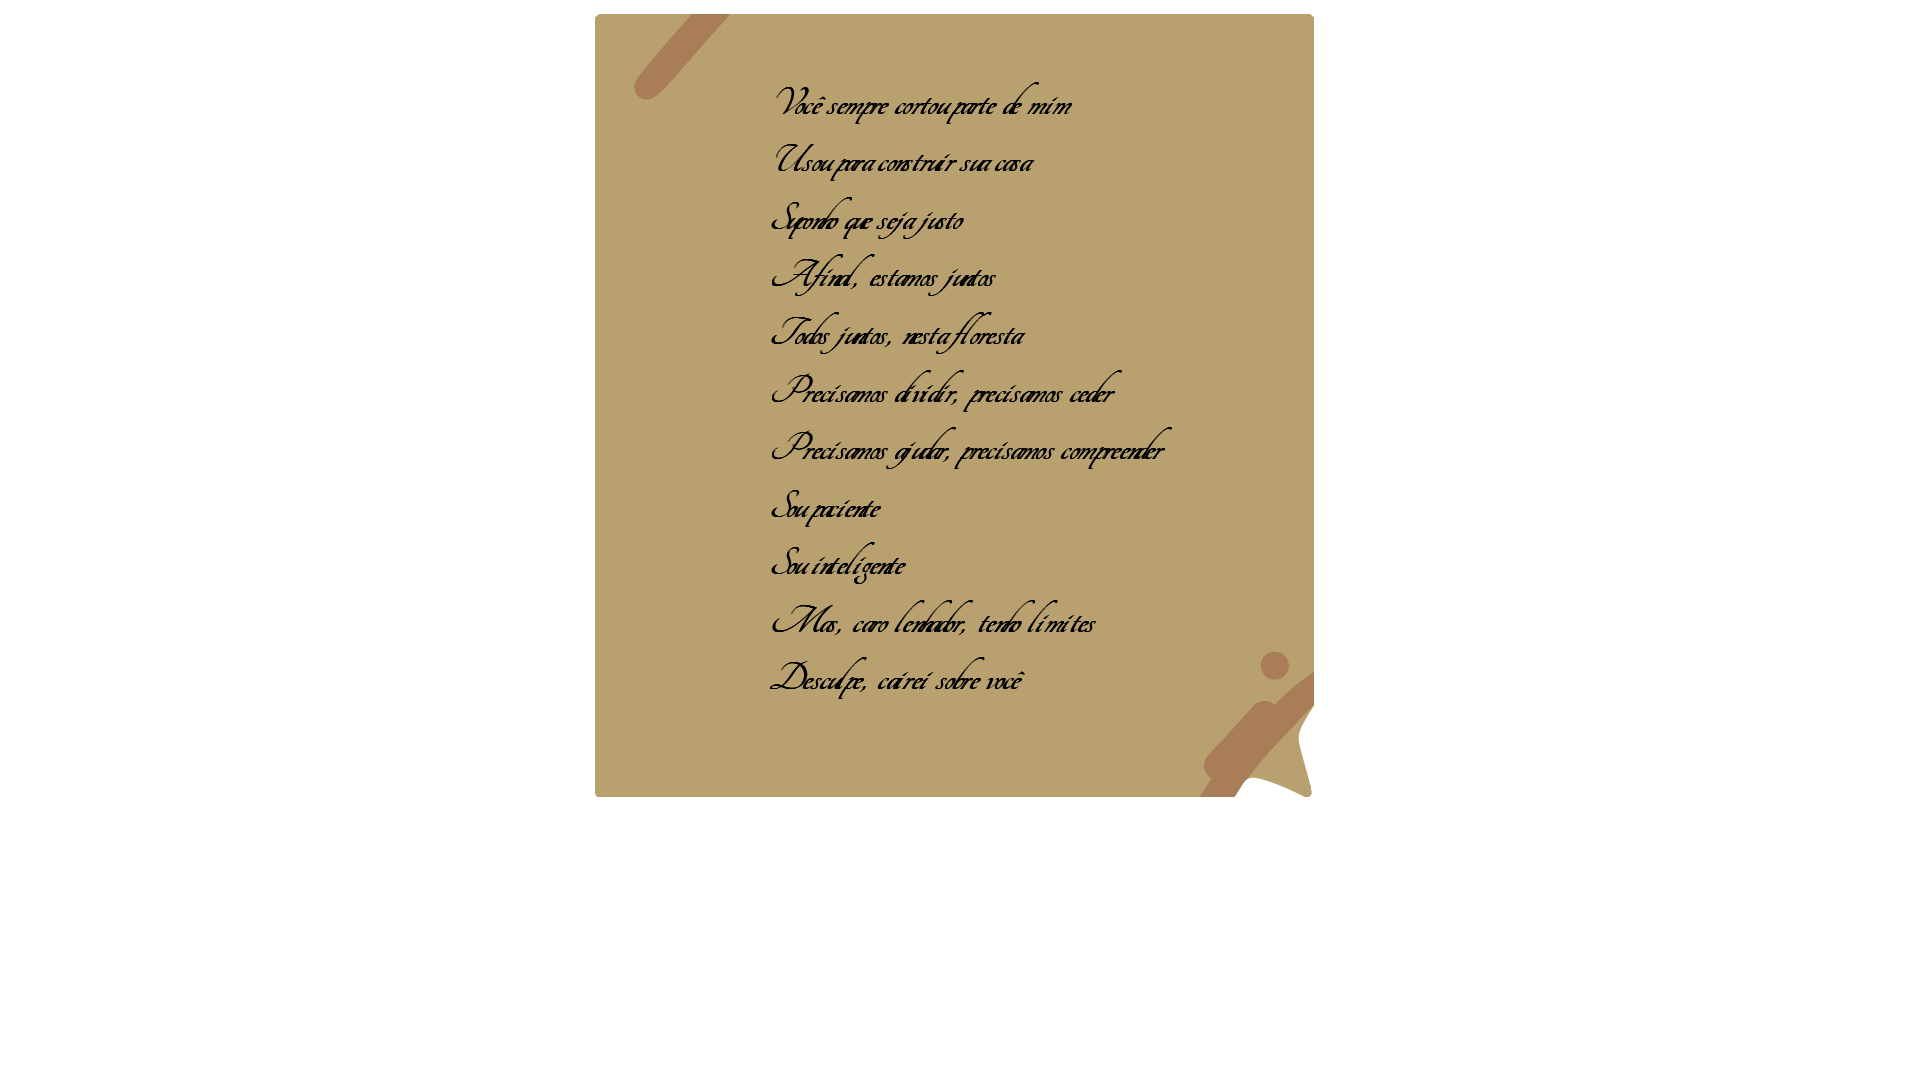 Você sempre cortou parte de mim
Usou para construir sua casa
Suponho que seja justo
Afinal, estamos juntos
Todos juntos, nesta floresta
Precisamos dividir, precisamos ceder
Precisamos ajudar, precisamos compreender
Sou paciente
Sou inteligente
Mas, caro lenhador, tenho limites
Desculpe, cairei sobre você